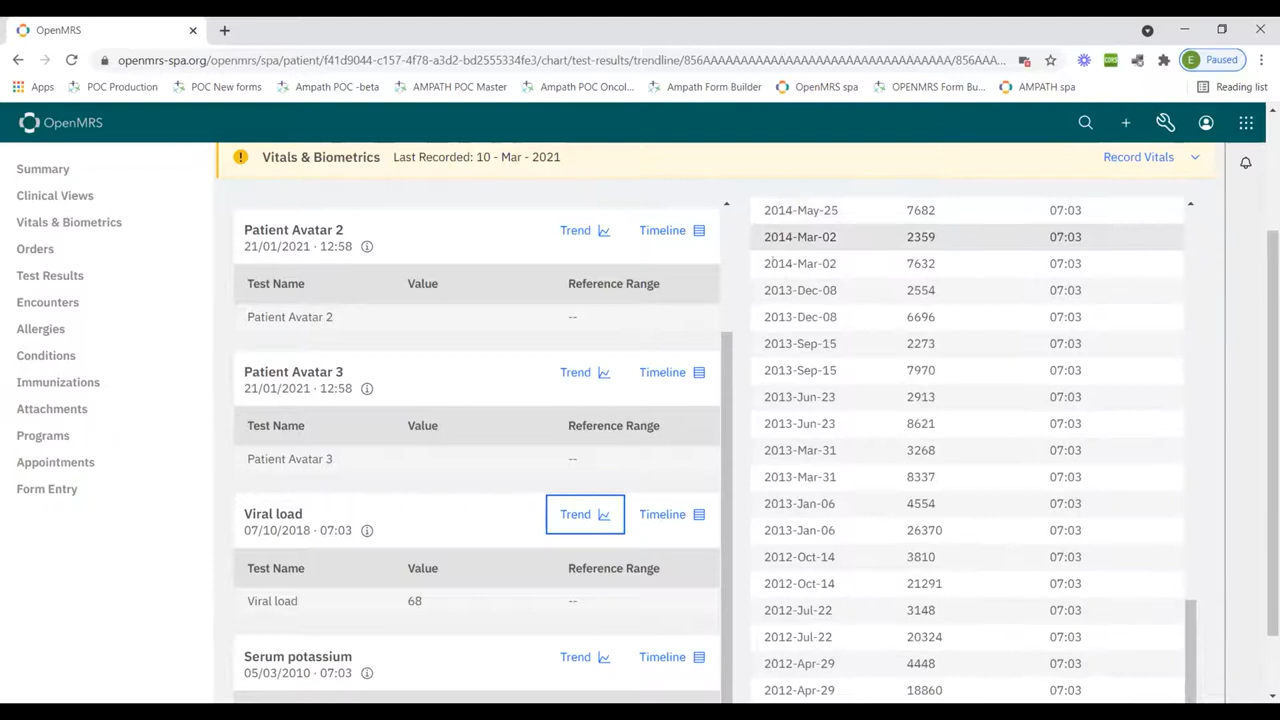 OpenMRS
openmrs-spa.org/openmrs/spa/patient/f41d9044-c157-4f78-a3d2-bd25553d4fe3/chart/test-results/trendline/856AAAAAAAAAAAAAAAAAAAAAAAAAAAAAAAAA/856AAA...
E Paused
Apps POC Production POC New forms Ampath POC -beta AMPATH POC Master Ampath POC Oncol... Ampath Form Builder OpenMRS spa OPENMRS Form Bu... AMPATH spa Reading list
OpenMRS
Summary
Clinical Views
Vitals & Biometrics
Orders
Test Results
Encounters
Allergies
Conditions
Immunizations
Attachments
Programs
Appointments
Form Entry
Vitals & Biometrics Last Recorded: 10 - Mar - 2021 Record Vitals
Patient Avatar 2 Trend Timeline
21/01/2021 · 12:58
Test Name Value Reference Range
Patient Avatar 2 --
Patient Avatar 3 Trend Timeline
21/01/2021 · 12:58
Test Name Value Reference Range
Patient Avatar 3 --
Viral load Trend Timeline
07/10/2018 · 07:03
Test Name Value Reference Range
Viral load 68 --
Serum potassium Trend Timeline
05/03/2010 · 07:03
2014-May-25 7682 07:03
2014-Mar-02 2359 07:03
2014-Mar-02 7632 07:03
2013-Dec-08 2554 07:03
2013-Dec-08 6696 07:03
2013-Sep-15 2273 07:03
2013-Sep-15 7970 07:03
2013-Jun-23 2913 07:03
2013-Jun-23 8621 07:03
2013-Mar-31 3268 07:03
2013-Mar-31 8337 07:03
2013-Jan-06 4554 07:03
2013-Jan-06 26370 07:03
2012-Oct-14 3810 07:03
2012-Oct-14 21291 07:03
2012-Jul-22 3148 07:03
2012-Jul-22 20324 07:03
2012-Apr-29 4448 07:03
2012-Apr-29 18860 07:03